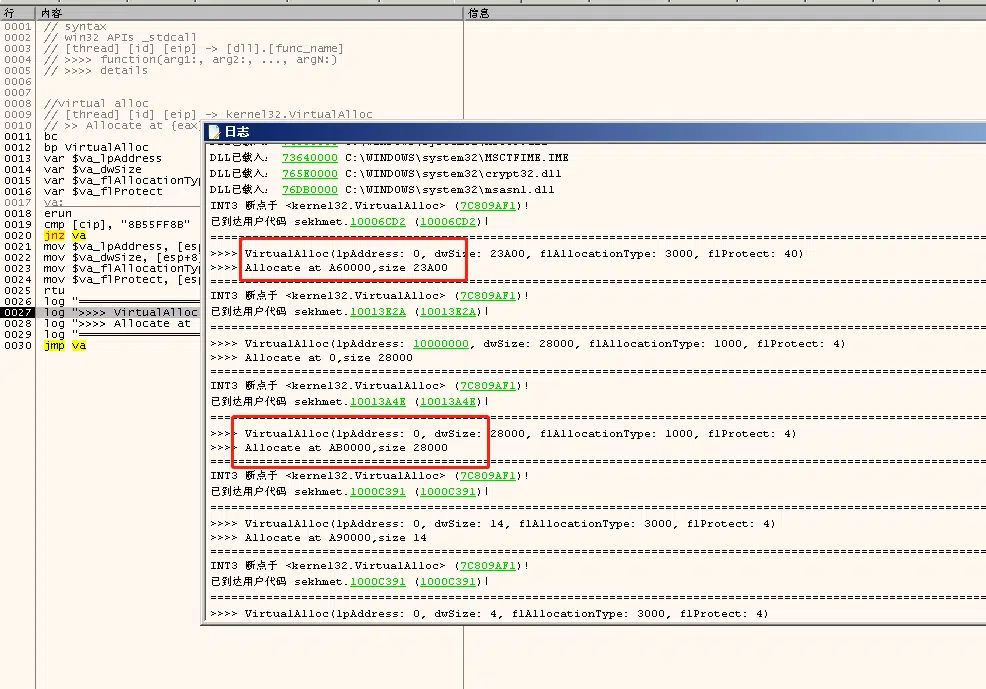 行 内容 信息
0001 // syntax
0002 // win32 APIs _stdcall
0003 // [thread] [id] [eip] -> [dll].[func_name]
0004 // >>>> function(arg1:, arg2:, ..., argN:)
0005 // >>>> details
0006
0007
0008 //virtual alloc
0009 // [thread] [id] [eip] -> kernel32.VirtualAlloc
0010 // >> Allocate at {eax
0011 bc
0012 bp VirtualAlloc
0013 var $va_lpAddress
0014 var $va_dwSize
0015 var $va_flAllocationTyp
0016 var $va_flProtect
0017 va:
0018 erun
0019 cmp [cip], "8B55FF8B"
0020 jnz va
0021 mov $va_lpAddress, [esp
0022 mov $va_dwSize, [esp+8]
0023 mov $va_flAllocationTyp
0024 mov $va_flProtect, [esp
0025 rtu
0026 log "=================
0027 log ">>>> VirtualAlloc
0028 log ">>>> Allocate at
0029 log "=================
0030 jmp va
日志
DLL已载入: C:\WINDOWS\system32\MSCTF.dll
DLL已载入: 73640000 C:\WINDOWS\system32\MSCTFIME.IME
DLL已载入: 765E0000 C:\WINDOWS\system32\crypt32.dll
DLL已载入: 76DB0000 C:\WINDOWS\system32\msasn1.dll
INT3 断点于 <kernel32.VirtualAlloc> (7C809AF1)!
已到达用户代码 sekhmet.10006CD2 (10006CD2)|
>>>> VirtualAlloc(lpAddress: 0, dwSize: 23A00, flAllocationType: 3000, flProtect: 40)
>>>> Allocate at A60000,size 23A00
INT3 断点于 <kernel32.VirtualAlloc> (7C809AF1)!
已到达用户代码 sekhmet.10013E2A (10013E2A)|
>>>> VirtualAlloc(lpAddress: 10000000, dwSize: 28000, flAllocationType: 1000, flProtect: 4)
>>>> Allocate at 0,size 28000
INT3 断点于 <kernel32.VirtualAlloc> (7C809AF1)!
已到达用户代码 sekhmet.10013A4E (10013A4E)|
>>>> VirtualAlloc(lpAddress: 0, dwSize: 28000, flAllocationType: 1000, flProtect: 4)
>>>> Allocate at AB0000,size 28000
INT3 断点于 <kernel32.VirtualAlloc> (7C809AF1)!
已到达用户代码 sekhmet.1000C391 (1000C391)|
>>>> VirtualAlloc(lpAddress: 0, dwSize: 14, flAllocationType: 3000, flProtect: 4)
>>>> Allocate at A90000,size 14
INT3 断点于 <kernel32.VirtualAlloc> (7C809AF1)!
已到达用户代码 sekhmet.1000C391 (1000C391)|
>>>> VirtualAlloc(lpAddress: 0, dwSize: 4, flAllocationType: 3000, flProtect: 4)